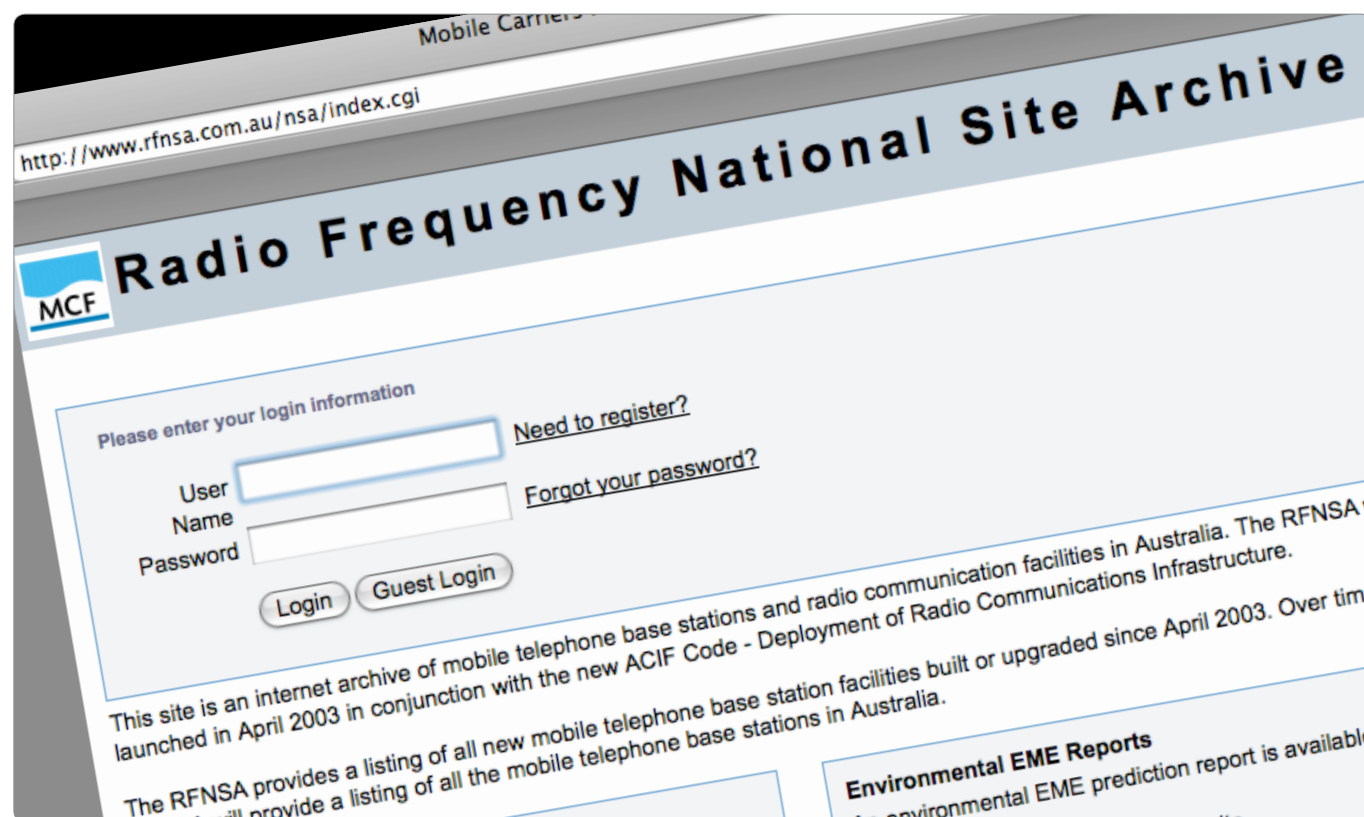 Mobile Carriers
http://www.rfnsa.com.au/nsa/index.cgi
Radio Frequency National Site Archive
MCF
Please enter your login information
User Name
Need to register?
Password
Forgot your password?
Login
Guest Login
This site is an internet archive of mobile telephone base stations and radio communication facilities in Australia. The RFNSA
launched in April 2003 in conjunction with the new ACIF Code - Deployment of Radio Communications Infrastructure.
The RFNSA provides a listing of all new mobile telephone base station facilities built or upgraded since April 2003. Over tim
will provide a listing of all the mobile telephone base stations in Australia.
Environmental EME Reports
An environmental EME prediction report is available